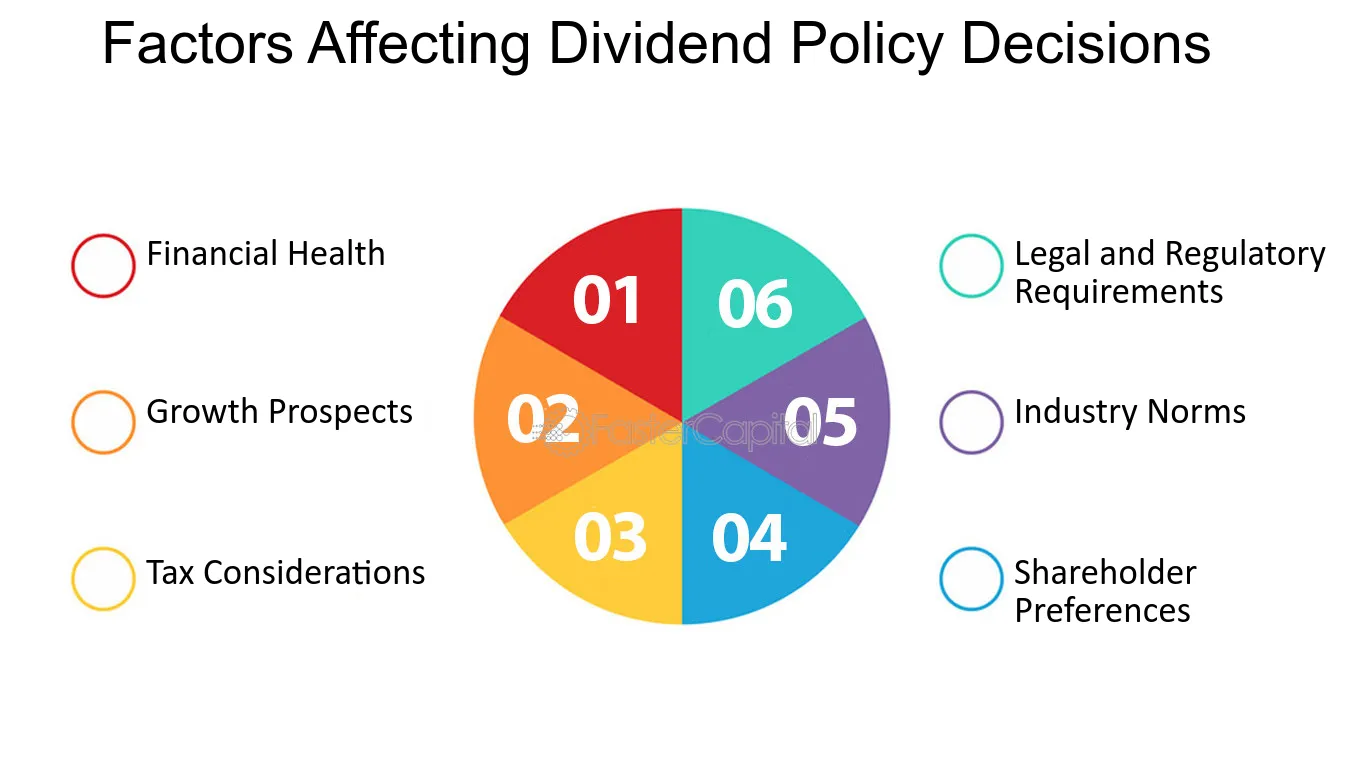 Factors Affecting Dividend Policy Decisions
Financial Health
Growth Prospects
Tax Considerations
01
06
02
05
03
04
FasterCapital
Legal and Regulatory
Requirements
Industry Norms
Shareholder
Preferences